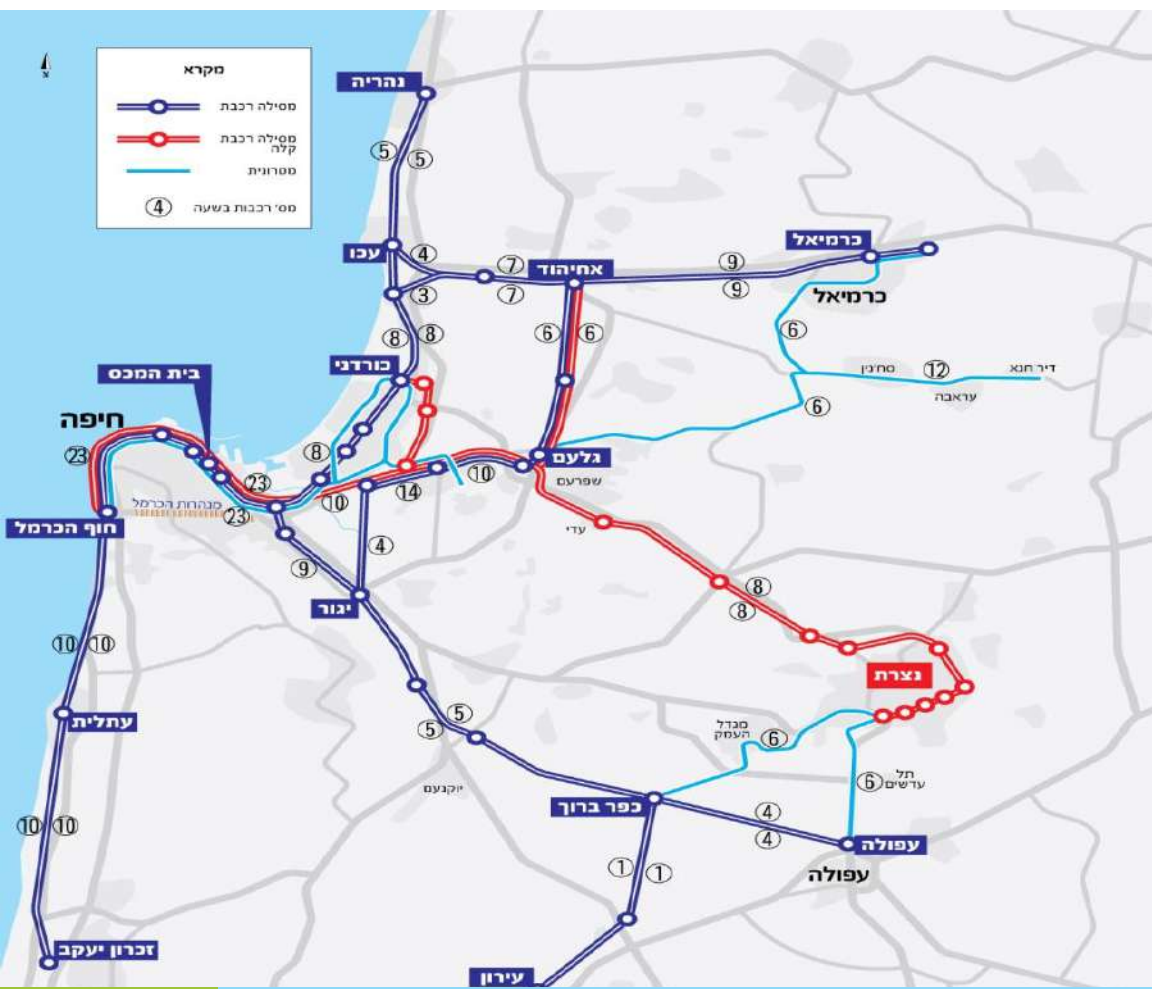 מקרא
מסילה רכבת
מסילה רכבת
קלה
מטרונית
מס׳ רכבות בשעה
4
נהריה
5
5
עכו
4
3
7
7
אחיהוד
9
9
כרמיאל
כרמיאל
8
8
6
6
6
כורדני
בית המכס
חיפה
סח׳נין
12
דיר חנא
עראבה
6
23
23
23
8
10
14
10
גלעם
שפרעם
מנהרות הכרמל
חוף הכרמל
עדי
4
9
יגור
8
8
10
10
נצרת
עתלית
5
5
מגדל
העמק
6
תל
עדשים
6
יוקנעם
כפר ברוך
4
4
עפולה
עפולה
10
10
1
1
זכרון יעקב
עירון